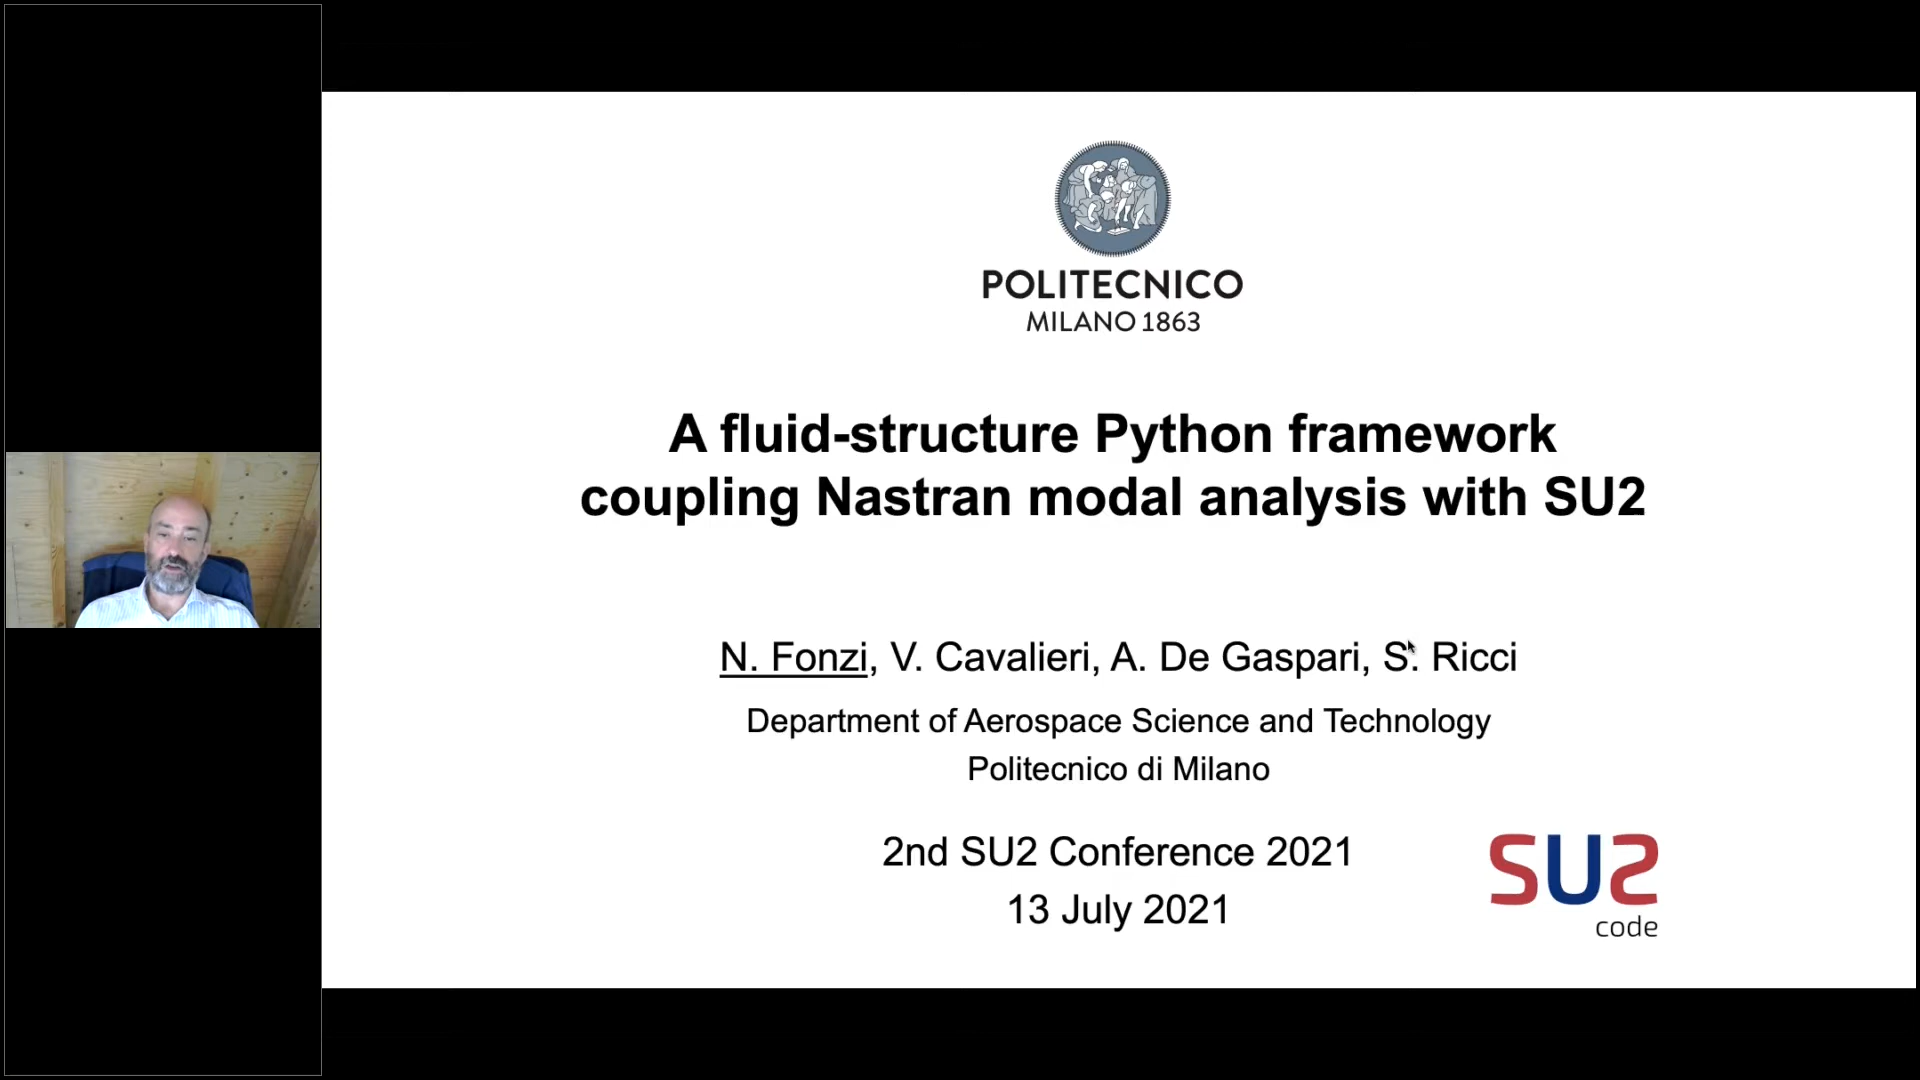 POLITECNICO
MILANO 1863
A fluid-structure Python framework
coupling Nastran modal analysis with SU2
N. Fonzi, V. Cavalieri, A. De Gaspari, S. Ricci
Department of Aerospace Science and Technology
Politecnico di Milano
2nd SU2 Conference 2021
13 July 2021
SU2
code